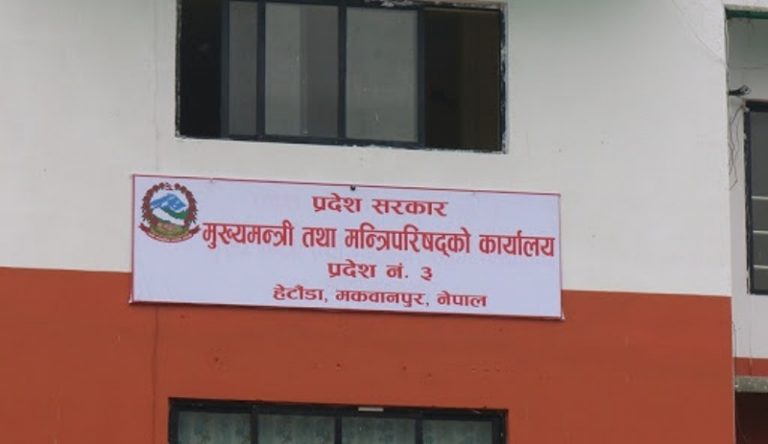 प्रदेश सरकार
मुख्यमन्त्री तथा मन्त्रिपरिषद्को कार्यालय
प्रदेश नं. ३
हेटौंडा, मकवानपुर, नेपाल